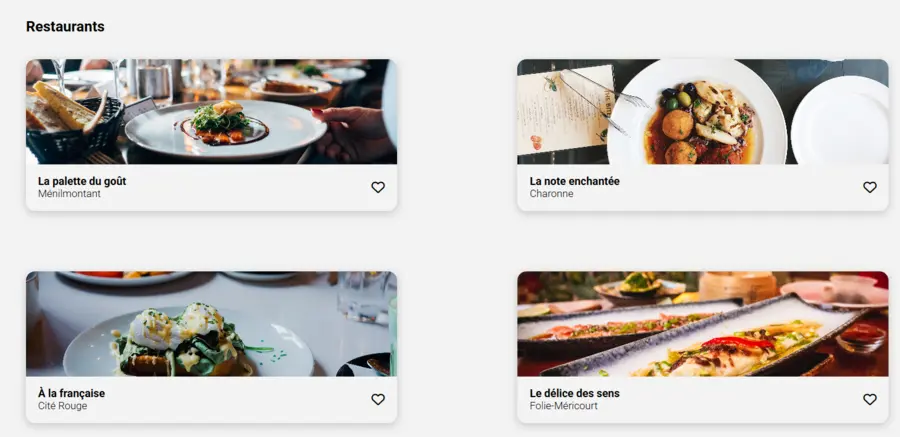 Restaurants
La palette du goût
Ménilmontant
La note enchantée
Charonne
À la française
Cité Rouge
Le délice des sens
Folie-Méricourt